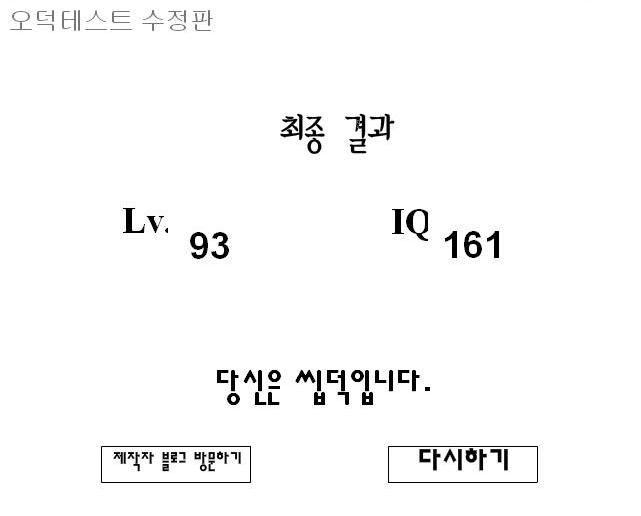 오덕테스트 수정판
최종 결과
Lv. 93
IQ 161
당신은 씹덕입니다.
제작자 블로그 방문하기
다시하기